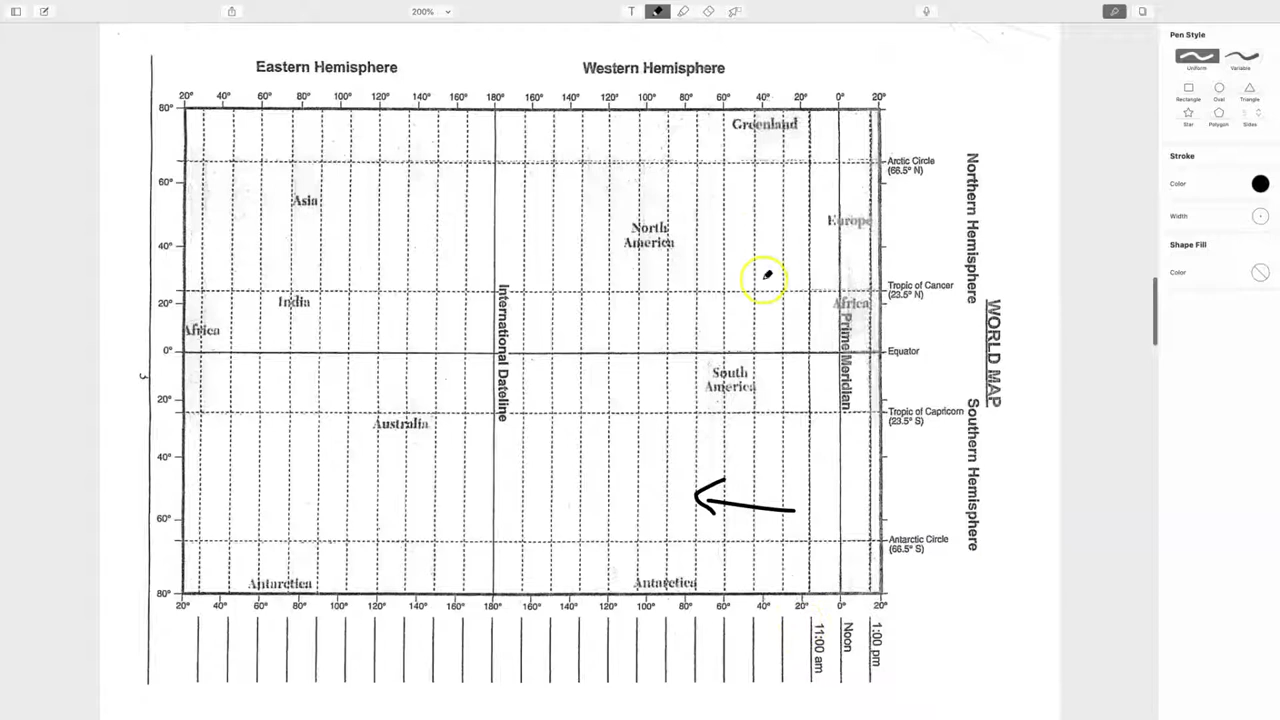 200%
T
Pen Style
Uniform
Variable
Rectangle
Oval
Triangle
Star
Polygon
Sides
5
Stroke
Color
Width
Shape Fill
Color
Eastern Hemisphere
Western Hemisphere
20° 40° 60° 80° 100° 120° 140° 160° 180° 160° 140° 120° 100° 80° 60° 40° 20° 0° 20°
80°
Greenland
Arctic Circle
(66.5° N)
60°
Asia
Europe
North
America
40°
Tropic of Cancer
(23.5° N)
India
20°
Africa
Africa
0°
Equator
South
America
20°
Tropic of Capricorn
(23.5° S)
Australia
40°
60°
Antarctic Circle
(66.5° S)
Antarctica
Antarctica
80°
20° 40° 60° 80° 100° 120° 140° 160° 180° 160° 140° 120° 100° 80° 60° 40° 20° 0° 20°
International Dateline
Prime Meridian
Northern Hemisphere
Southern Hemisphere
WORLD MAP
11:00 am
Noon
1:00 pm